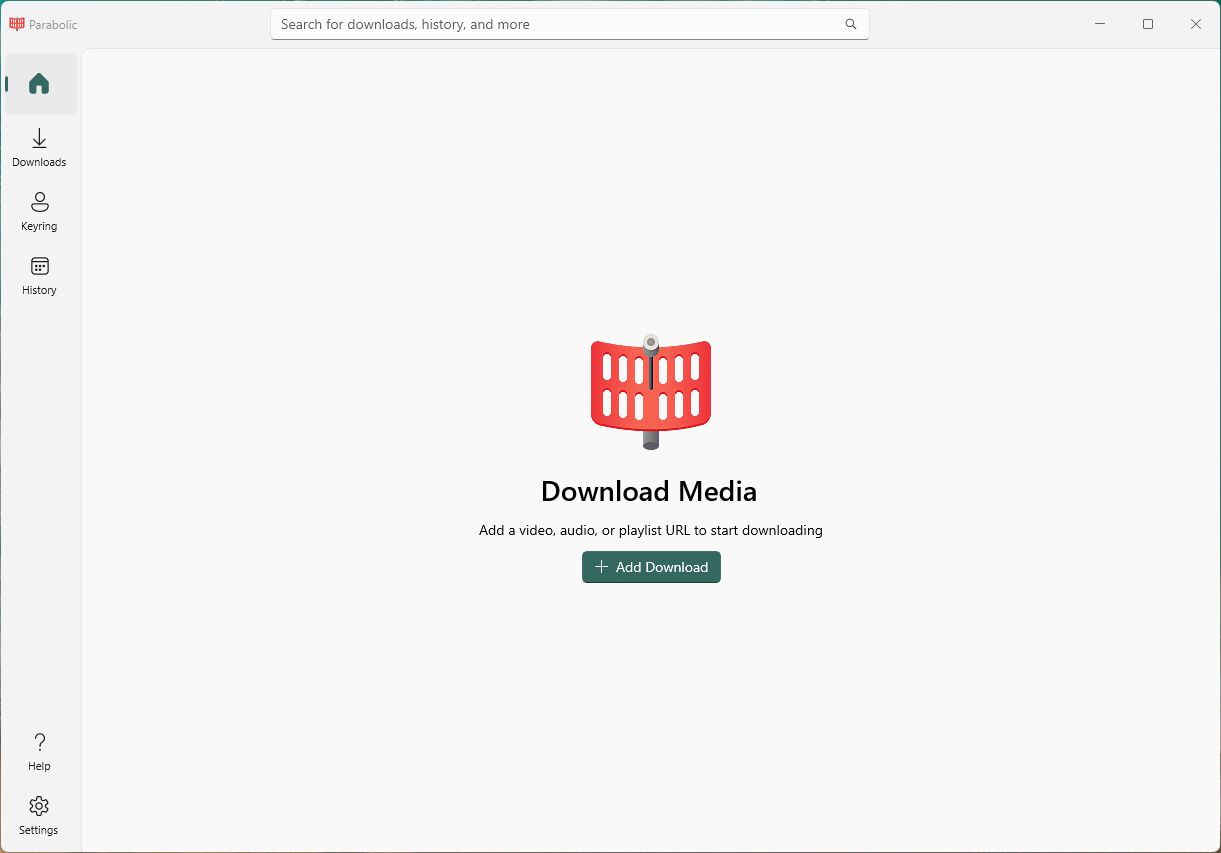 Parabolic
Search for downloads, history, and more
Downloads
Keyring
History
Download Media
Add a video, audio, or playlist URL to start downloading
Add Download
Help
Settings